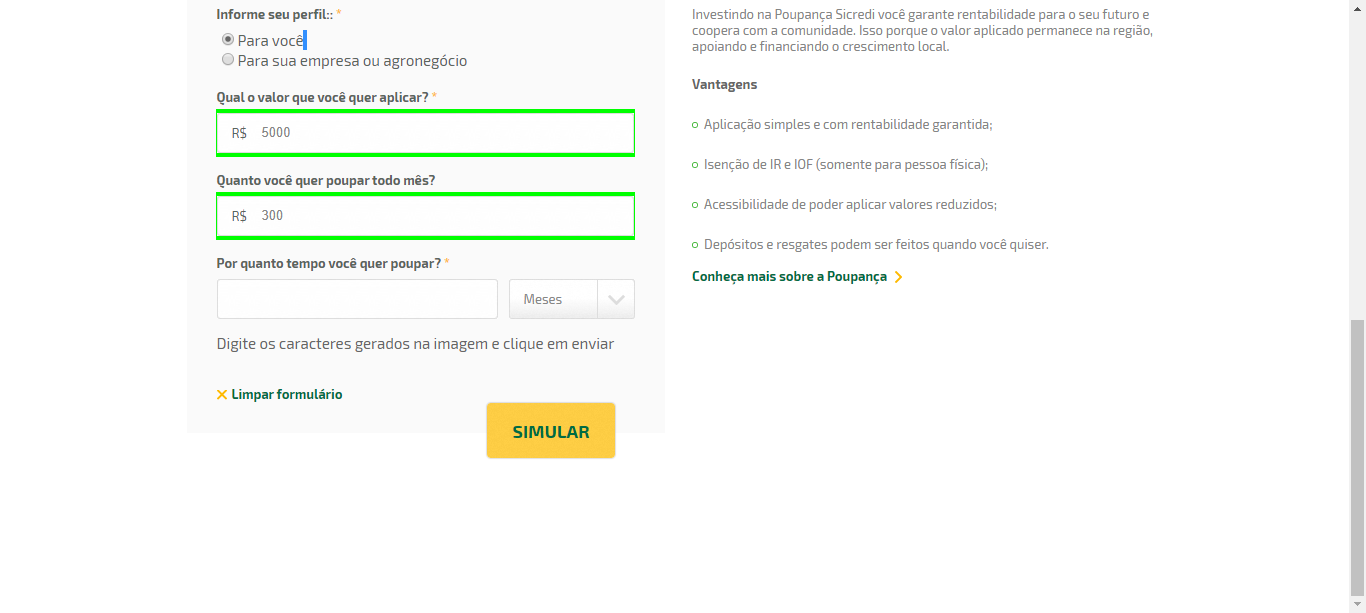 Informe seu perfil:: *
Para você
Para sua empresa ou agronegócio
Qual o valor que você quer aplicar? *
R$ 5000
Quanto você quer poupar todo mês?
R$ 300
Por quanto tempo você quer poupar? *
Meses
Digite os caracteres gerados na imagem e clique em enviar
Limpar formulário
SIMULAR
Investindo na Poupança Sicredi você garante rentabilidade para o seu futuro e
coopera com a comunidade. Isso porque o valor aplicado permanece na região,
apoiando e financiando o crescimento local.
Vantagens
Aplicação simples e com rentabilidade garantida;
Isenção de IR e IOF (somente para pessoa física);
Acessibilidade de poder aplicar valores reduzidos;
Depósitos e resgates podem ser feitos quando você quiser.
Conheça mais sobre a Poupança